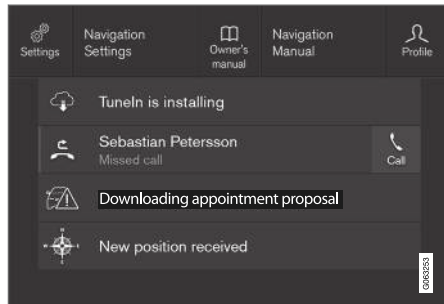 Settings
Navigation
Settings
Owner's
manual
Navigation
Manual
Profile
TuneIn is installing
Sebastian Petersson
Missed call
Call
Downloading appointment proposal
New position received
G063253